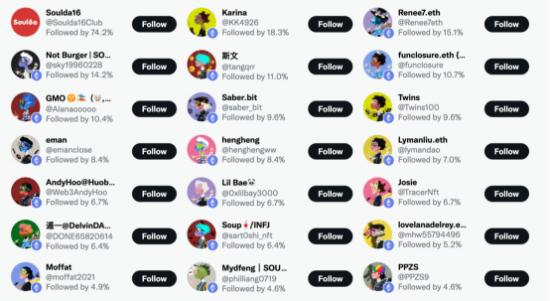 Soulda16
@Soulda16Club
Followed by 74.2%
Follow
Karina
@KK4926
Followed by 18.3%
Follow
Renee7.eth
@Renee7eth
Followed by 15.1%
Follow
Not Burger | SO...
@sky19960228
Followed by 14.2%
Follow
斯文
@tangqrr
Followed by 11.0%
Follow
funclosure.eth (...
@funclosure
Followed by 10.7%
Follow
GMO
@Alanaooooo
Followed by 10.4%
Follow
Saber.bit
@saber_bit
Followed by 9.6%
Follow
Twins
@Twins100
Followed by 9.6%
Follow
eman
@emanclose
Followed by 8.4%
Follow
hengheng
@henghengww
Followed by 8.4%
Follow
Lymanliu.eth
@lymandao
Followed by 7.0%
Follow
AndyHoo@Huob...
@Web3AndyHoo
Followed by 6.7%
Follow
Lil Bae
@0xlilbay3000
Followed by 6.7%
Follow
Josie
@TracerNft
Followed by 6.7%
Follow
道一@DelvinDA...
@DONE65820614
Followed by 6.4%
Follow
Soup🌶/INFJ
@sart0shi_nft
Followed by 6.4%
Follow
lovelanadelrey.e...
@mhw55794496
Followed by 5.2%
Follow
Moffat
@moffat2021
Followed by 4.9%
Follow
Mydfeng | SOU...
@philliang0719
Followed by 4.6%
Follow
PPZS
@PPZS9
Followed by 4.6%
Follow